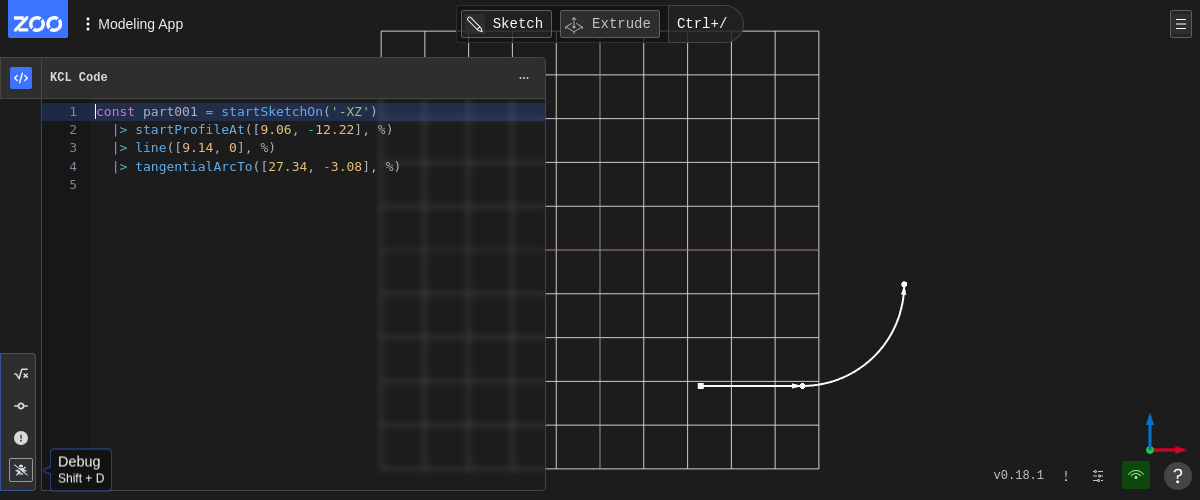 ZOO
Modeling App
Sketch
Extrude
Ctrl+/
KCL Code
1 const part001 = startSketchOn('-XZ')
2   |> startProfileAt([9.06, -12.22], %)
3   |> line([9.14, 0], %)
4   |> tangentialArcTo([27.34, -3.08], %)
5
Debug
Shift + D
v0.18.1
!
?